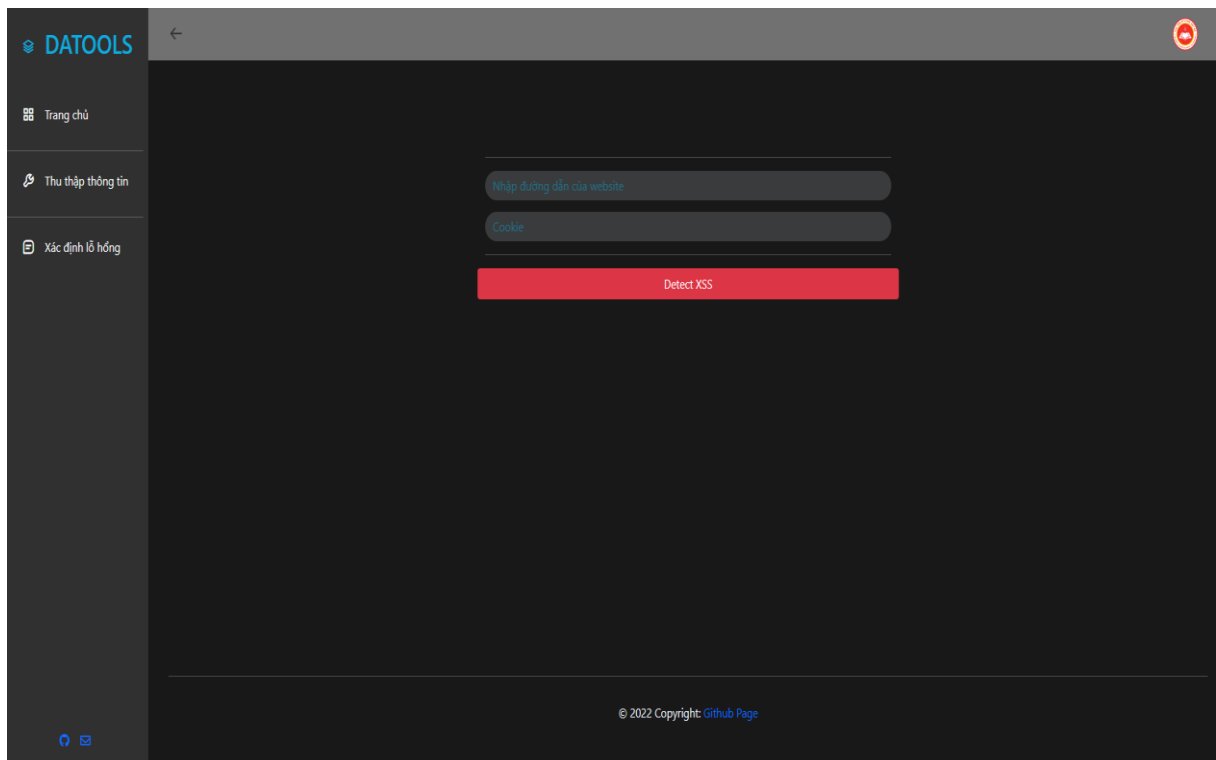 DATOOLS
Trang chủ
Thu thập thông tin
Xác định lỗ hổng
Nhập đường dẫn của website
Cookie
Detect XSS
© 2022 Copyright: Github Page